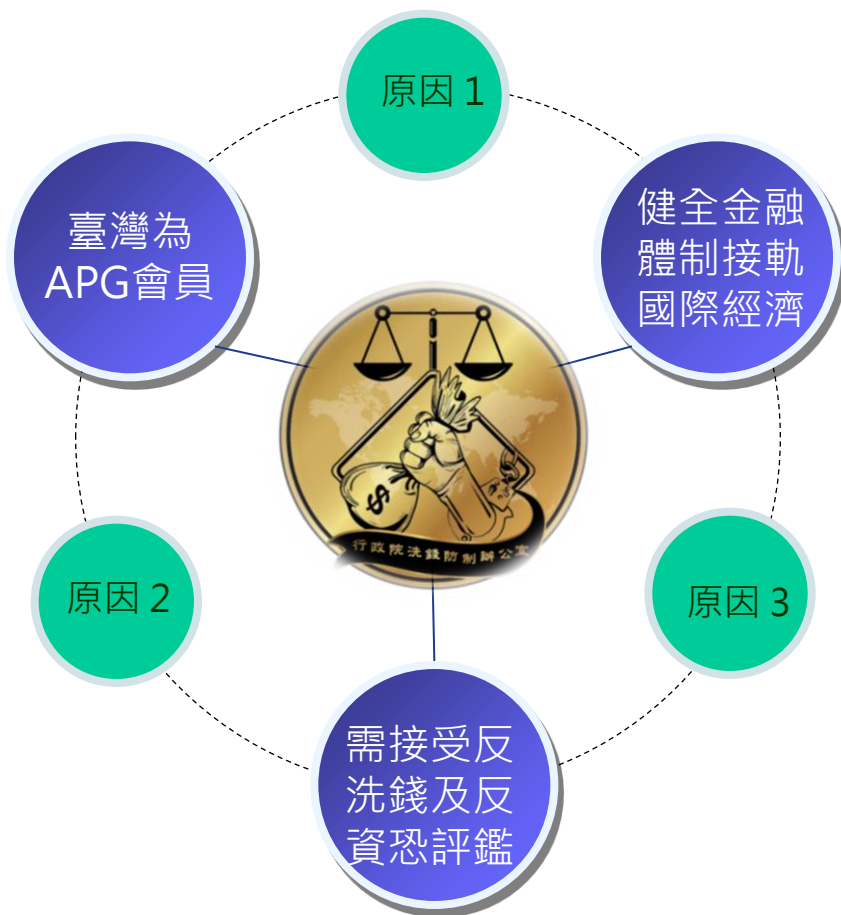 原因 1
臺灣為
APG會員
健全金融
體制接軌
國際經濟
$
行政院洗錢防制辦公室
原因 2
原因 3
需接受反
洗錢及反
資恐評鑑